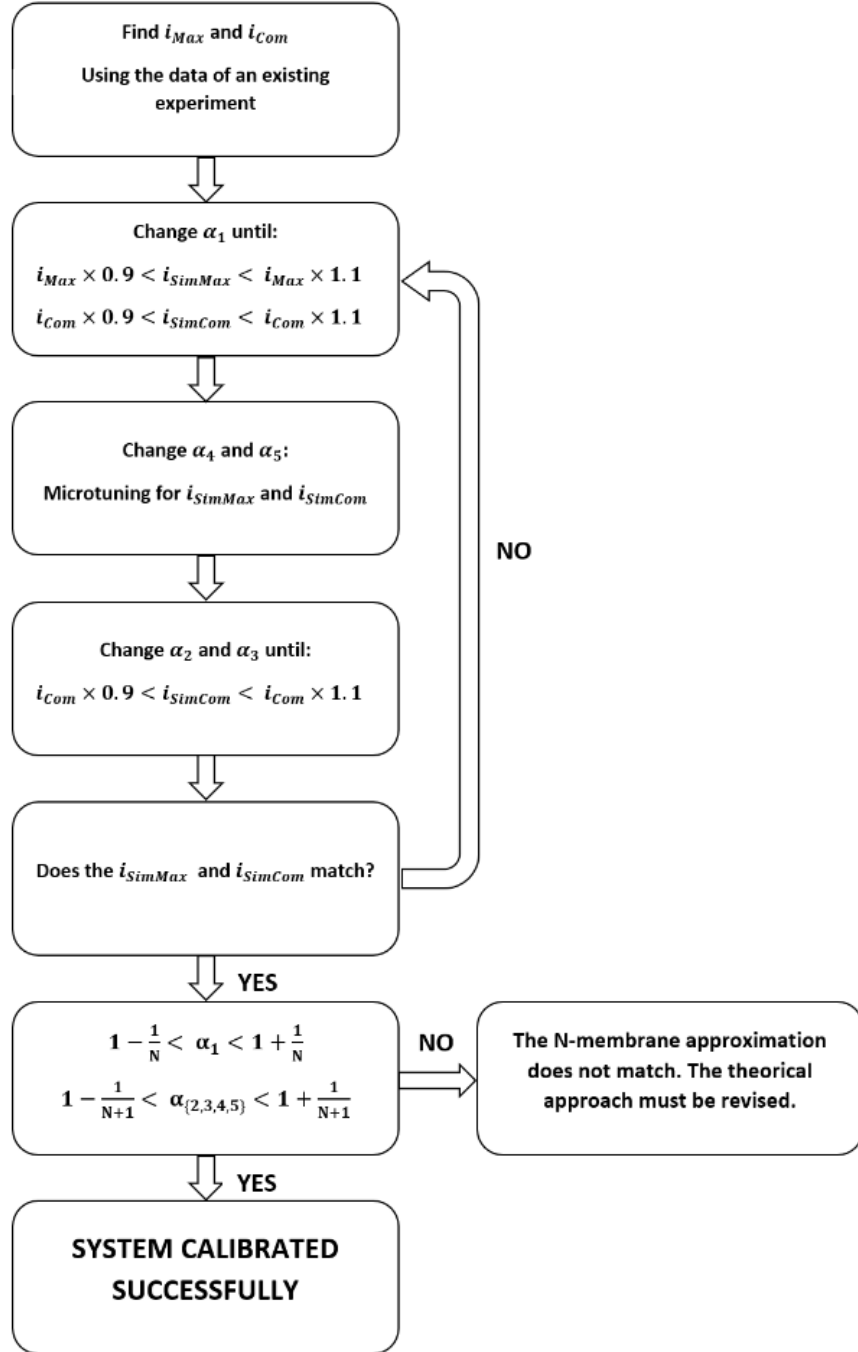 Find i_Max and i_Com
Using the data of an existing
experiment
Change α_1 until:
i_Max × 0.9 < i_SimMax < i_Max × 1.1
i_Com × 0.9 < i_SimCom < i_Com × 1.1
Change α_4 and α_5:
Microtuning for i_SimMax and i_SimCom
NO
Change α_2 and α_3 until:
i_Com × 0.9 < i_SimCom < i_Com × 1.1
Does the i_SimMax and i_SimCom match?
YES
1 − 1/N < α_1 < 1 + 1/N
1 − 1/(N+1) < α_{2,3,4,5} < 1 + 1/(N+1)
NO
The N-membrane approximation
does not match. The theorical
approach must be revised.
YES
SYSTEM CALIBRATED
SUCCESSFULLY